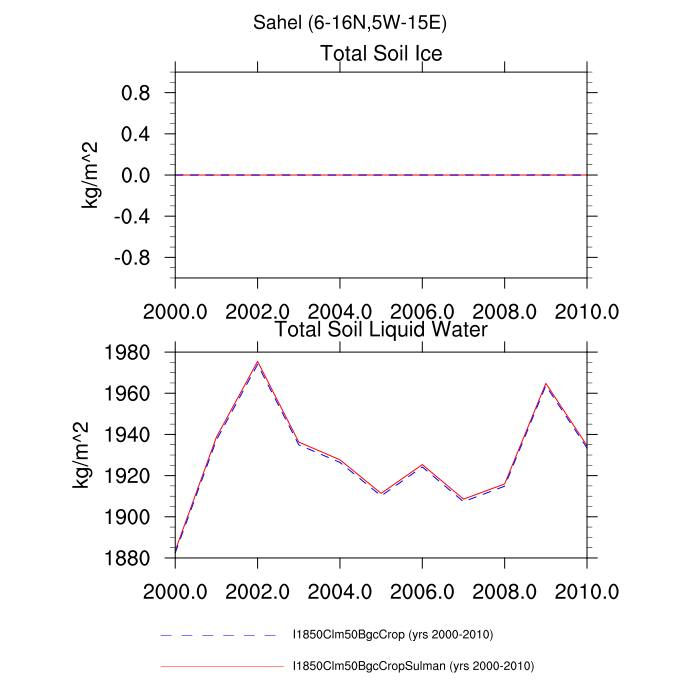 Sahel (6-16N,5W-15E)
Total Soil Ice
0.8
0.4
0.0
-0.4
-0.8
kg/m^2
2000.0 2002.0 2004.0 2006.0 2008.0 2010.0
Total Soil Liquid Water
1980
1960
1940
1920
1900
1880
kg/m^2
2000.0 2002.0 2004.0 2006.0 2008.0 2010.0
I1850Clm50BgcCrop (yrs 2000-2010)
I1850Clm50BgcCropSulman (yrs 2000-2010)